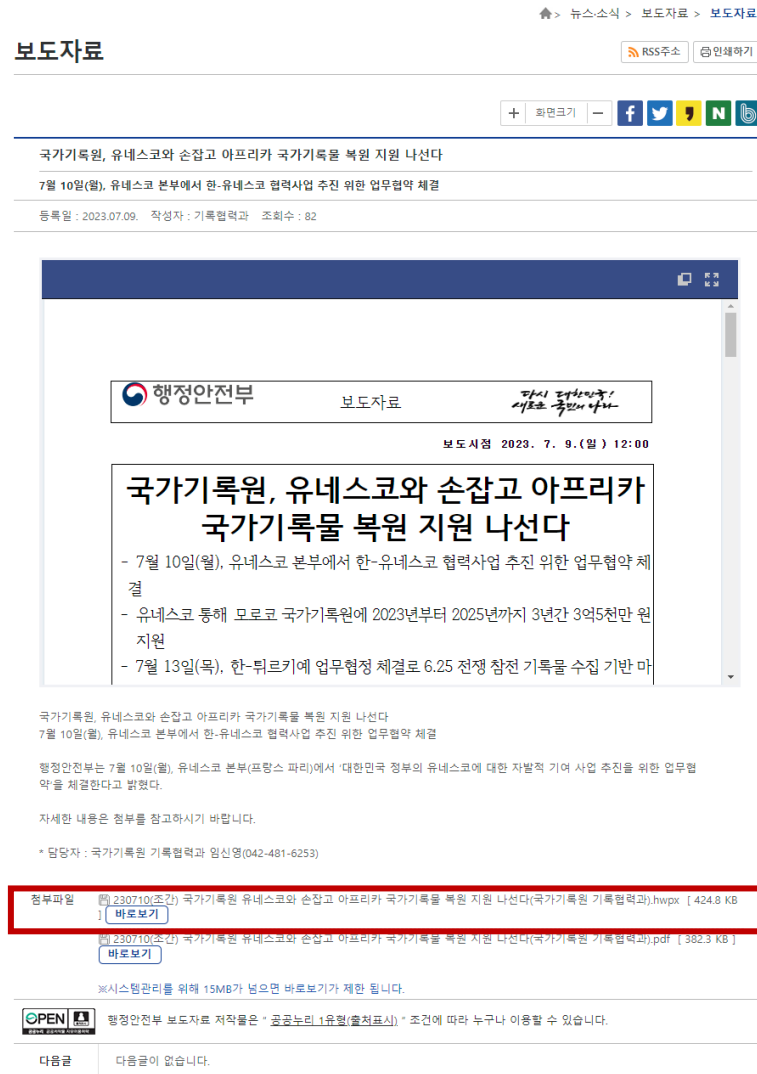 > 뉴스·소식 > 보도자료 > 보도자료
보도자료
RSS주소
인쇄하기
+ 화면크기 −
국가기록원, 유네스코와 손잡고 아프리카 국가기록물 복원 지원 나선다
7월 10일(월), 유네스코 본부에서 한-유네스코 협력사업 추진 위한 업무협약 체결
등록일 : 2023.07.09. 작성자 : 기록협력과 조회수 : 82
행정안전부
보도자료
다시 대한민국!
새로운 국민의 나라
보도시점 2023. 7. 9.(일) 12:00
국가기록원, 유네스코와 손잡고 아프리카
국가기록물 복원 지원 나선다
- 7월 10일(월), 유네스코 본부에서 한-유네스코 협력사업 추진 위한 업무협약 체
결
- 유네스코 통해 모로코 국가기록원에 2023년부터 2025년까지 3년간 3억5천만 원
지원
- 7월 13일(목), 한-튀르키예 업무협정 체결로 6.25 전쟁 참전 기록물 수집 기반 마
국가기록원, 유네스코와 손잡고 아프리카 국가기록물 복원 지원 나선다
7월 10일(월), 유네스코 본부에서 한-유네스코 협력사업 추진 위한 업무협약 체결
행정안전부는 7월 10일(월), 유네스코 본부(프랑스 파리)에서 '대한민국 정부의 유네스코에 대한 자발적 기여 사업 추진을 위한 업무협
약'을 체결한다고 밝혔다.
자세한 내용은 첨부를 참고하시기 바랍니다.
* 담당자 : 국가기록원 기록협력과 임신영(042-481-6253)
첨부파일 230710(조간) 국가기록원 유네스코와 손잡고 아프리카 국가기록물 복원 지원 나선다(국가기록원 기록협력과).hwpx [ 424.8 KB
] 바로보기
230710(조간) 국가기록원 유네스코와 손잡고 아프리카 국가기록물 복원 지원 나선다(국가기록원 기록협력과).pdf [ 382.3 KB ]
바로보기
※시스템관리를 위해 15MB가 넘으면 바로보기가 제한 됩니다.
OPEN 행정안전부 보도자료 저작물은 " 공공누리 1유형(출처표시) " 조건에 따라 누구나 이용할 수 있습니다.
다음글 다음글이 없습니다.